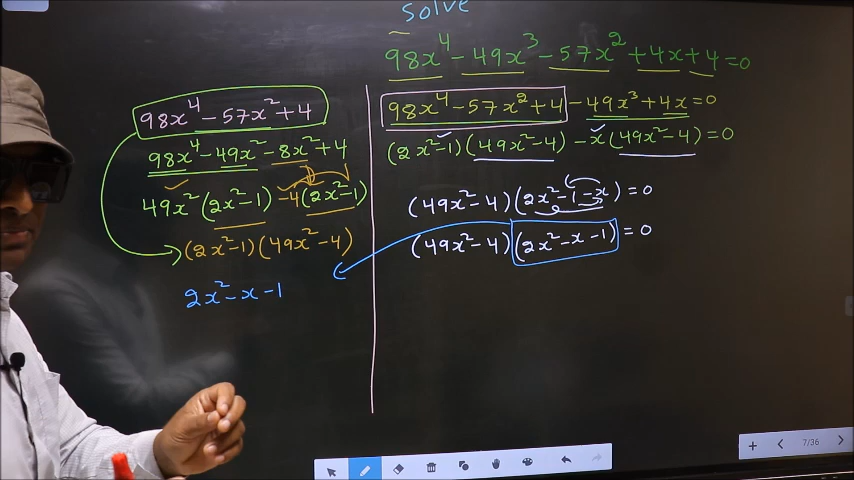 Solve
98x⁴ - 49x³ - 57x² + 4x + 4 = 0
98x⁴ - 57x² + 4
98x⁴ - 49x² - 8x² + 4
49x² (2x² - 1) - 4 (2x² - 1)
(2x² - 1) (49x² - 4)
2x² - x - 1
98x⁴ - 57x² + 4 - 49x³ + 4x = 0
(2x² - 1) (49x² - 4) - x (49x² - 4) = 0
(49x² - 4) (2x² - 1 - x) = 0
(49x² - 4) (2x² - x - 1) = 0
7/36